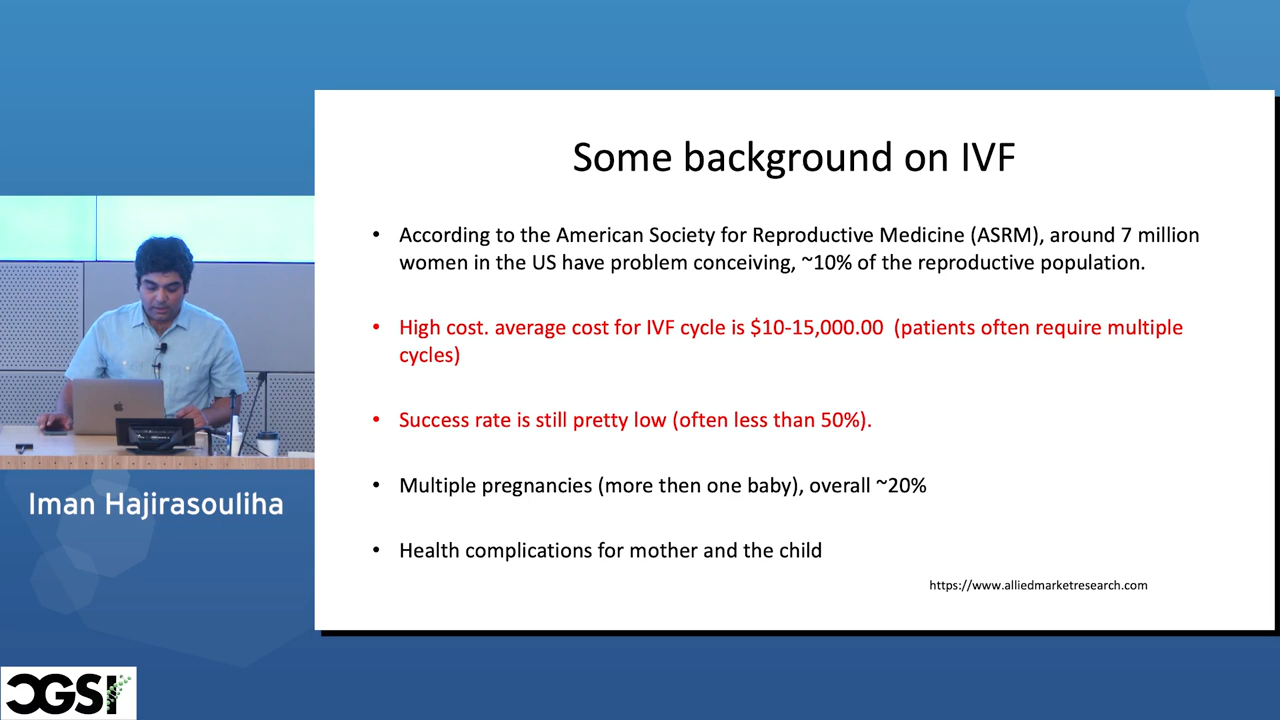 Some background on IVF
• According to the American Society for Reproductive Medicine (ASRM), around 7 million
women in the US have problem conceiving, ~10% of the reproductive population.
• High cost. average cost for IVF cycle is $10-15,000.00 (patients often require multiple
cycles)
• Success rate is still pretty low (often less than 50%).
• Multiple pregnancies (more then one baby), overall ~20%
• Health complications for mother and the child
https://www.alliedmarketresearch.com
Iman Hajirasouliha
CGSI